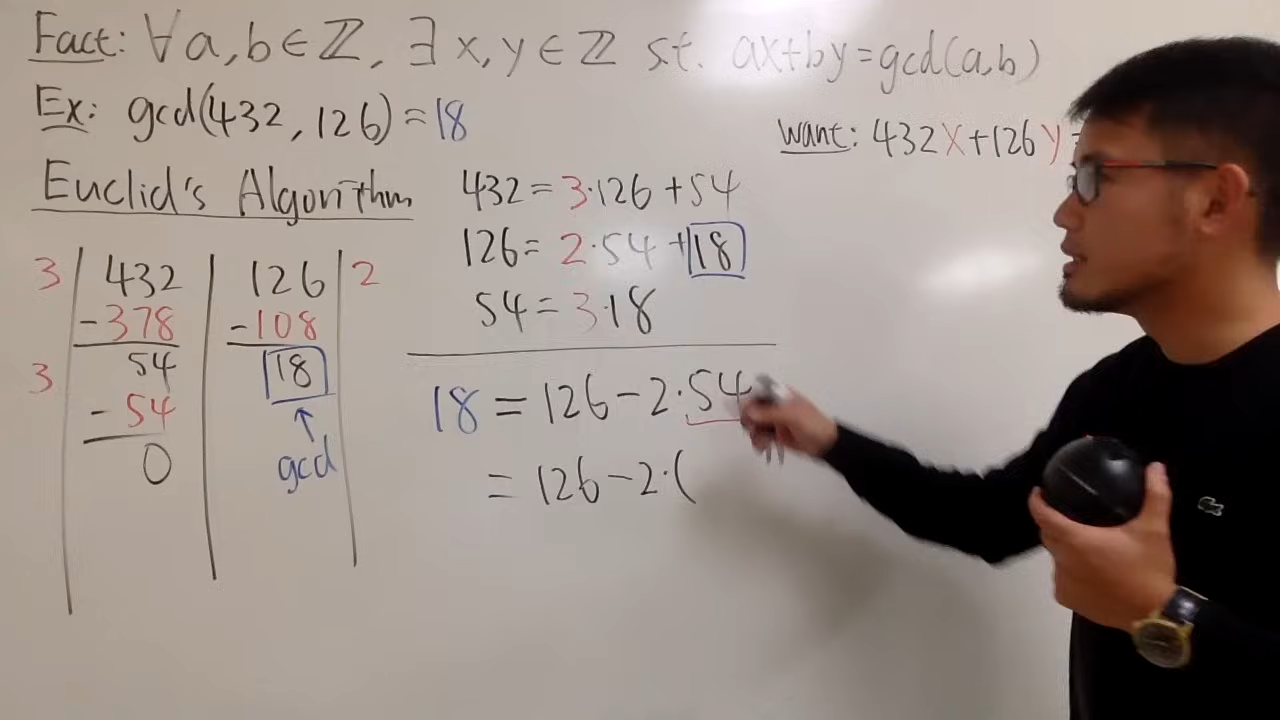 Fact: ∀a,b∈ℤ, ∃x,y∈ℤ s.t. ax+by=gcd(a,b)
Ex: gcd(432,126)=18
Want: 432x+126y=
Euclid's Algorithm
3 | 432 | 126 | 2
-378 | -108
3 | 54 | 18
-54
0
gcd
432=3·126+54
126=2·54+18
54=3·18
18=126-2·54
=126-2·(